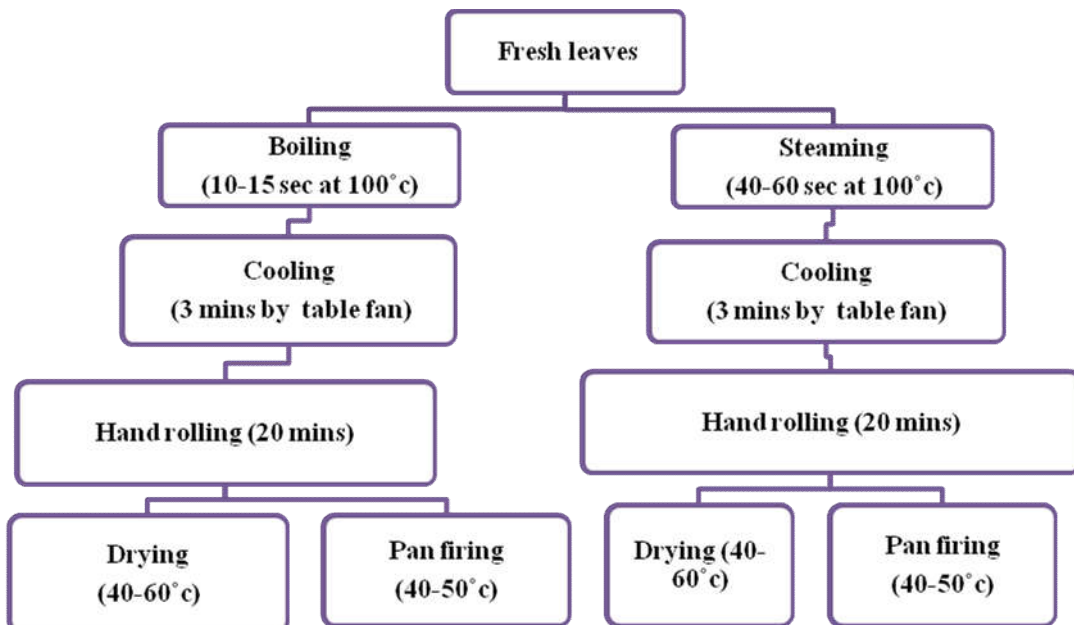 Fresh leaves
Boiling
(10-15 sec at 100˚c)
Steaming
(40-60 sec at 100˚c)
Cooling
(3 mins by  table fan)
Cooling
(3 mins by  table fan)
Hand rolling (20 mins)
Hand rolling (20 mins)
Drying
(40-60˚c)
Pan firing
(40-50˚c)
Drying (40-
60˚c)
Pan firing
(40-50˚c)